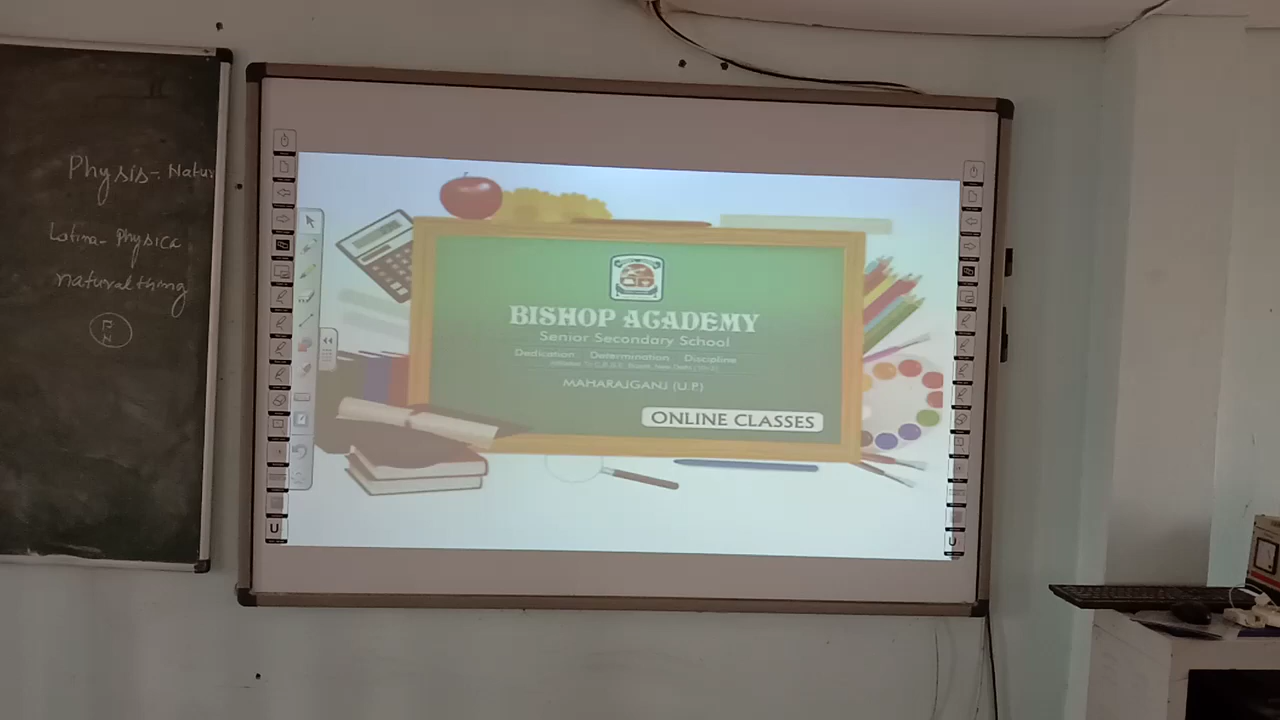 Physis-. Natur
Latina- Physica
natural thing
BISHOP ACADEMY
Senior Secondary School
Dedication Determination Discipline
MAHARAJGANJ (U.P.)
ONLINE CLASSES
U
U